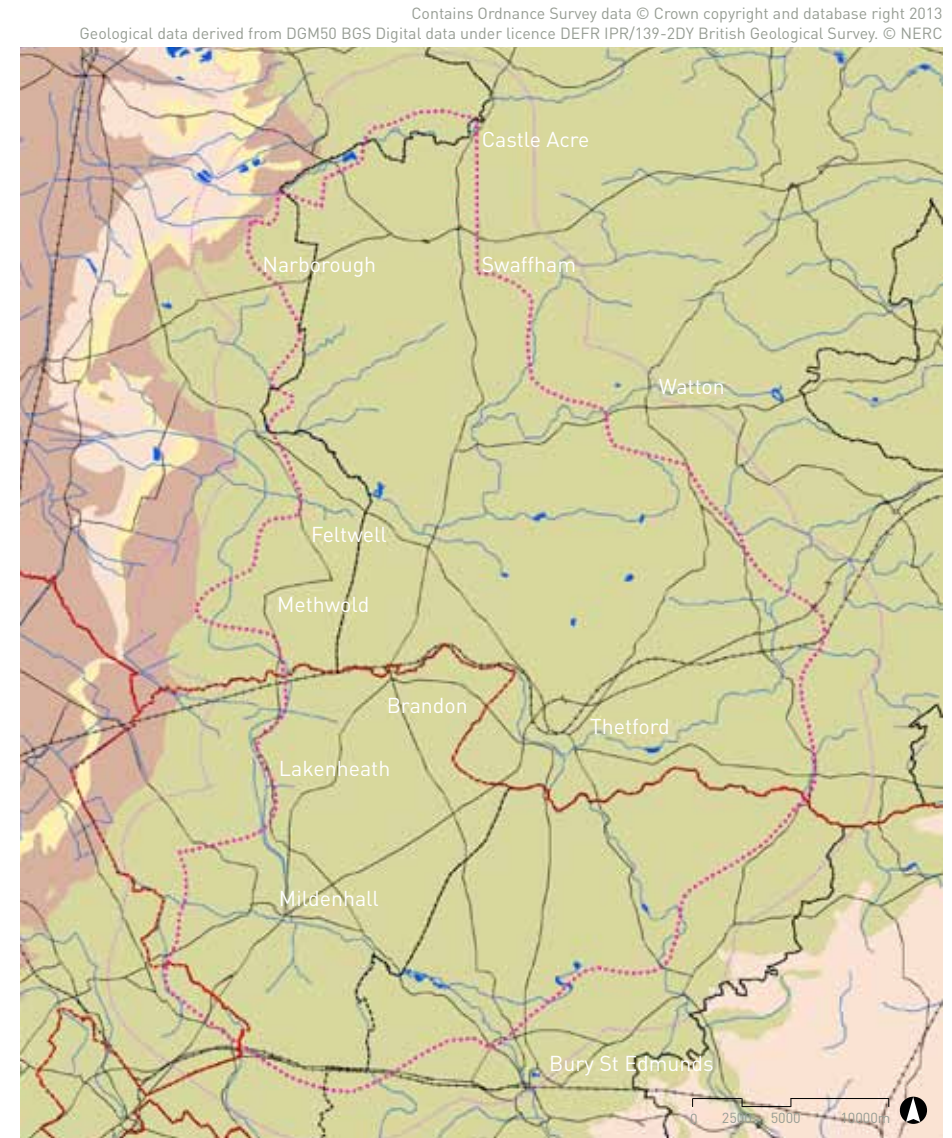 Contains Ordnance Survey data © Crown copyright and database right 2013
Geological data derived from DGM50 BGS Digital data under licence DEFR IPR/139-2DY British Geological Survey. © NERC
Castle Acre
Narborough
Swaffham
Watton
Feltwell
Methwold
Brandon
Thetford
Lakenheath
Mildenhall
Bury St Edmunds
0 2500 5000 10000m